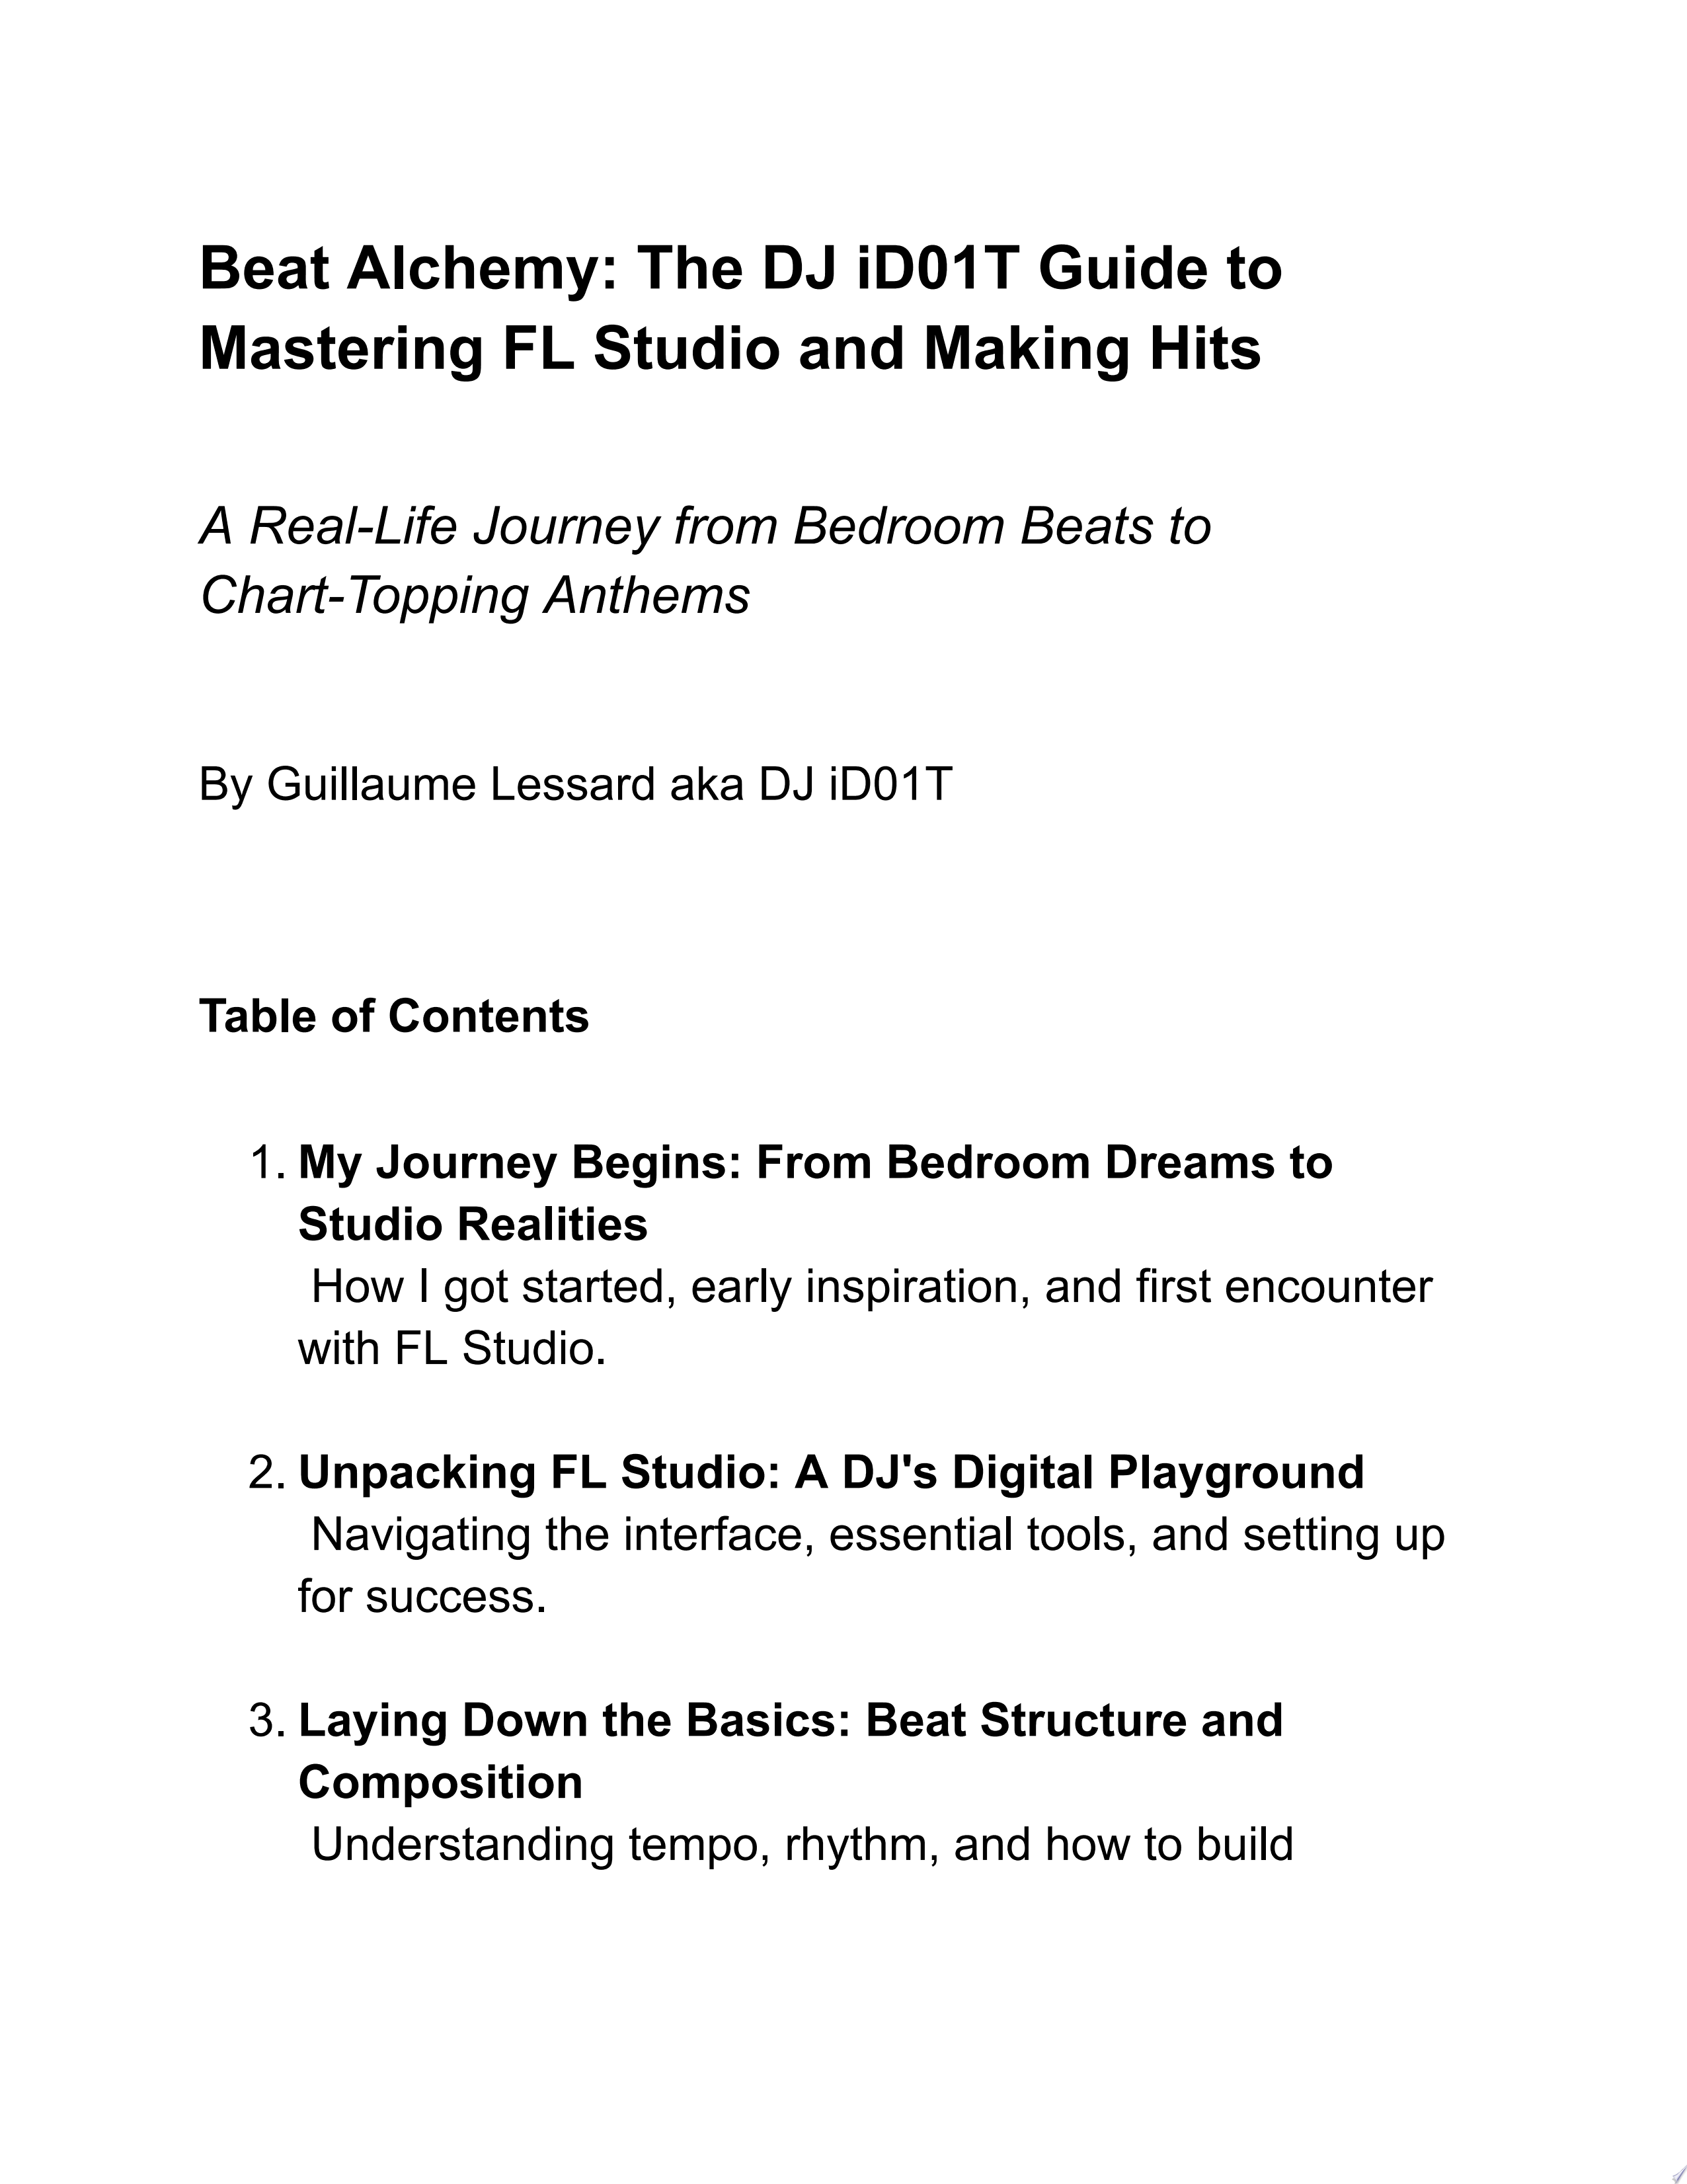 Beat Alchemy: The DJ iD01T Guide to
Mastering FL Studio and Making Hits
A Real-Life Journey from Bedroom Beats to
Chart-Topping Anthems
By Guillaume Lessard aka DJ iD01T
Table of Contents
1. My Journey Begins: From Bedroom Dreams to
Studio Realities
How I got started, early inspiration, and first encounter
with FL Studio.
2. Unpacking FL Studio: A DJ's Digital Playground
Navigating the interface, essential tools, and setting up
for success.
3. Laying Down the Basics: Beat Structure and
Composition
Understanding tempo, rhythm, and how to build